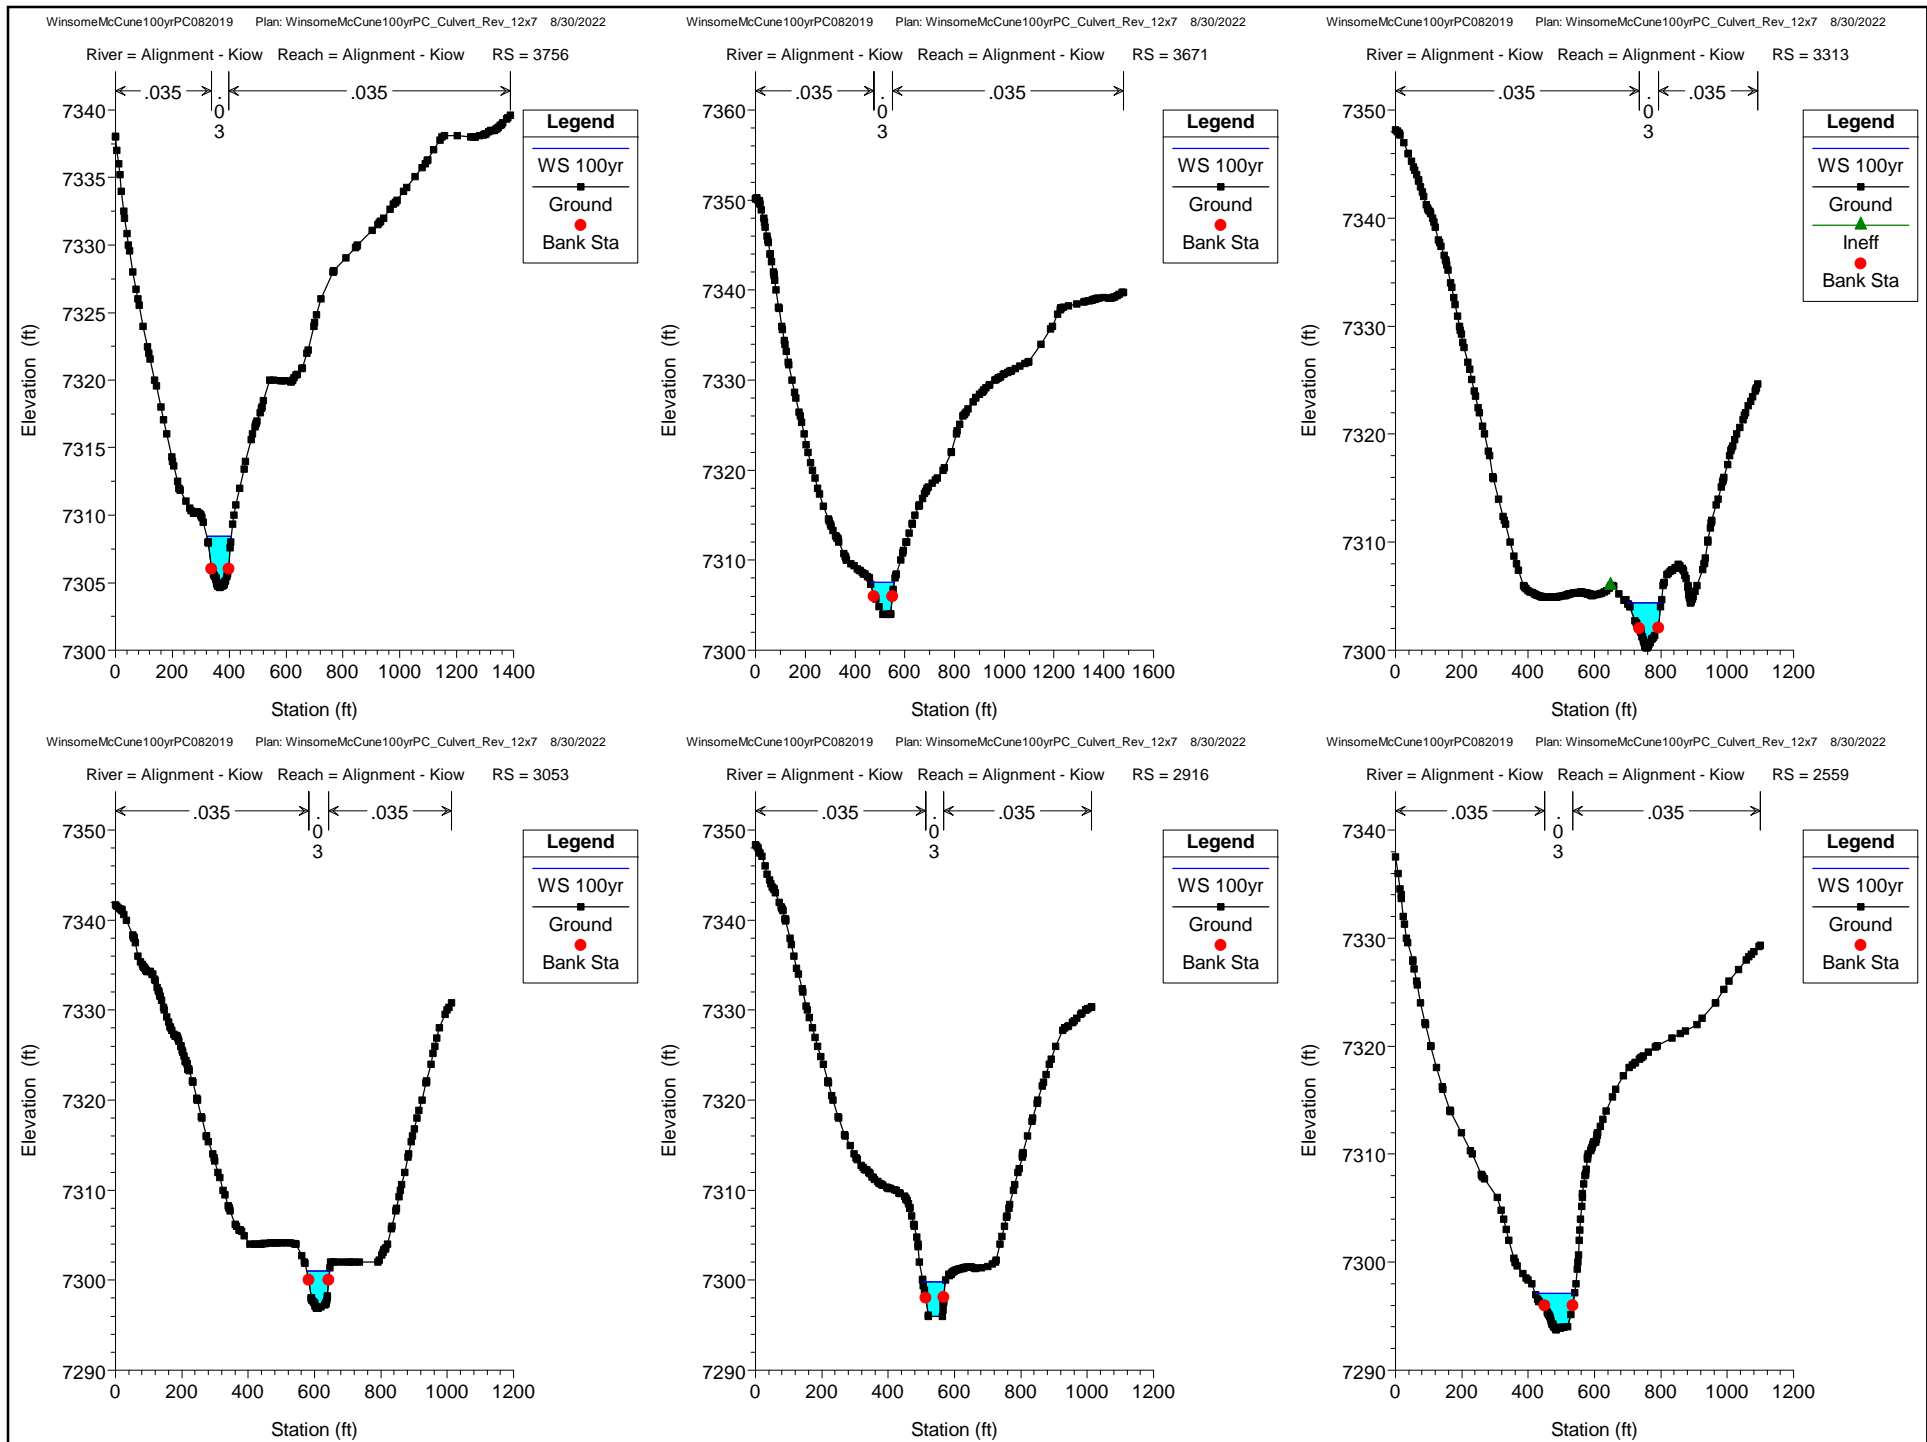 WinsomeMcCune100yrPC082019 Plan: WinsomeMcCune100yrPC_Culvert_Rev_12x7 8/30/2022
River = Alignment - Kiow Reach = Alignment - Kiow RS = 3756
.035 .03 .035
Legend
WS 100yr
Ground
Bank Sta
7340
7335
7330
7325
7320
7315
7310
7305
7300
Elevation (ft)
0 200 400 600 800 1000 1200 1400
Station (ft)
WinsomeMcCune100yrPC082019 Plan: WinsomeMcCune100yrPC_Culvert_Rev_12x7 8/30/2022
River = Alignment - Kiow Reach = Alignment - Kiow RS = 3671
.035 .03 .035
Legend
WS 100yr
Ground
Bank Sta
7360
7350
7340
7330
7320
7310
7300
Elevation (ft)
0 200 400 600 800 1000 1200 1400 1600
Station (ft)
WinsomeMcCune100yrPC082019 Plan: WinsomeMcCune100yrPC_Culvert_Rev_12x7 8/30/2022
River = Alignment - Kiow Reach = Alignment - Kiow RS = 3313
.035 .03 .035
Legend
WS 100yr
Ground
Ineff
Bank Sta
7350
7340
7330
7320
7310
7300
Elevation (ft)
0 200 400 600 800 1000 1200
Station (ft)
WinsomeMcCune100yrPC082019 Plan: WinsomeMcCune100yrPC_Culvert_Rev_12x7 8/30/2022
River = Alignment - Kiow Reach = Alignment - Kiow RS = 3053
.035 .03 .035
Legend
WS 100yr
Ground
Bank Sta
7350
7340
7330
7320
7310
7300
7290
Elevation (ft)
0 200 400 600 800 1000 1200
Station (ft)
WinsomeMcCune100yrPC082019 Plan: WinsomeMcCune100yrPC_Culvert_Rev_12x7 8/30/2022
River = Alignment - Kiow Reach = Alignment - Kiow RS = 2916
.035 .03 .035
Legend
WS 100yr
Ground
Bank Sta
7350
7340
7330
7320
7310
7300
7290
Elevation (ft)
0 200 400 600 800 1000 1200
Station (ft)
WinsomeMcCune100yrPC082019 Plan: WinsomeMcCune100yrPC_Culvert_Rev_12x7 8/30/2022
River = Alignment - Kiow Reach = Alignment - Kiow RS = 2559
.035 .03 .035
Legend
WS 100yr
Ground
Bank Sta
7340
7330
7320
7310
7300
7290
Elevation (ft)
0 200 400 600 800 1000 1200
Station (ft)